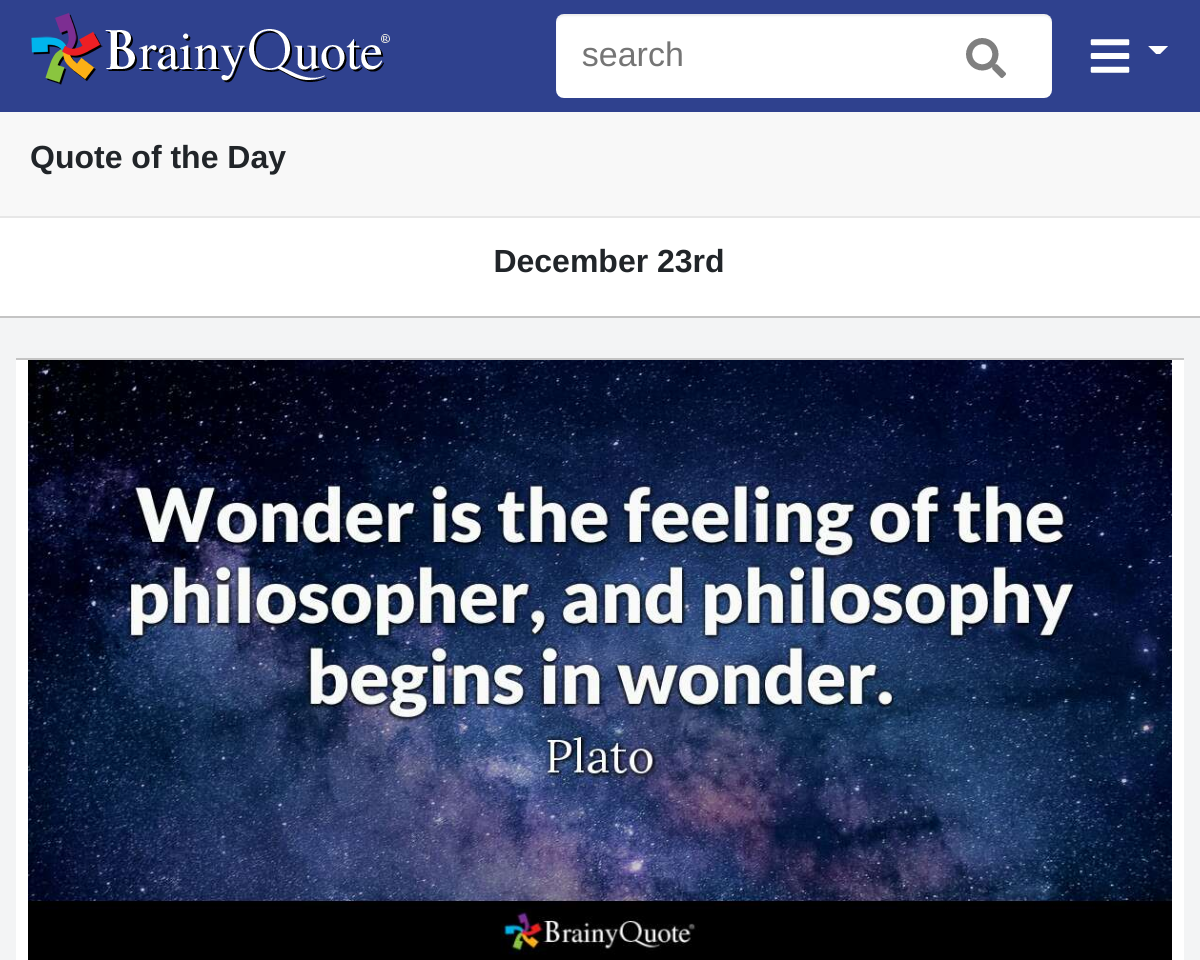 BrainyQuote®
search
Quote of the Day
December 23rd
Wonder is the feeling of the
philosopher, and philosophy
begins in wonder.
Plato
BrainyQuote®